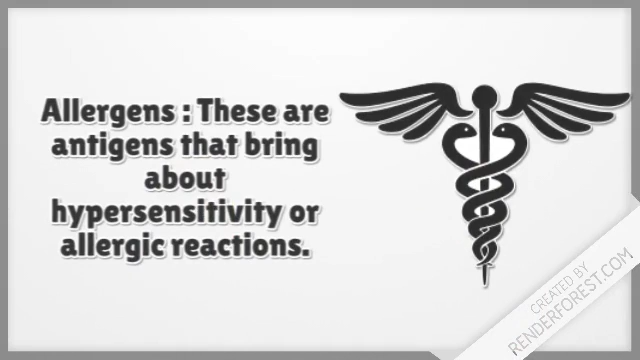 Allergens : These are
antigens that bring
about
hypersensitivity or
allergic reactions.
CREATED BY
RENDERFOREST.COM